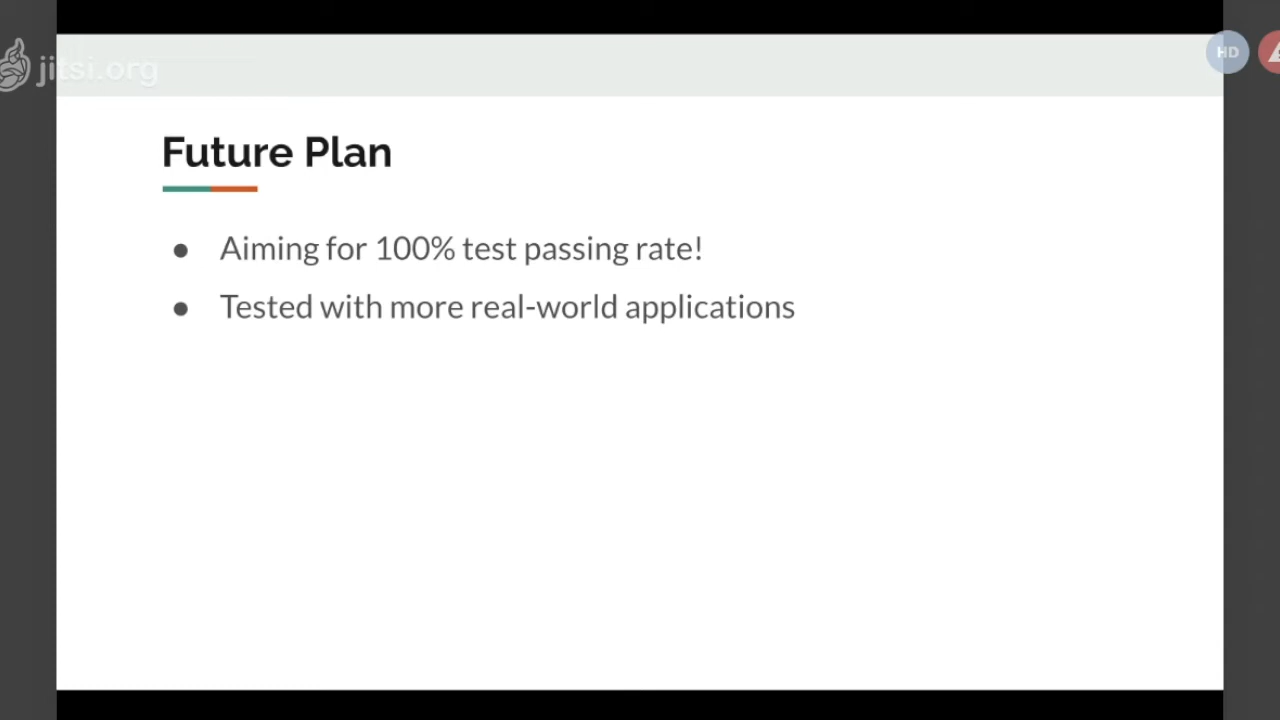 jitsi.org
HD
Future Plan
● Aiming for 100% test passing rate!
● Tested with more real-world applications